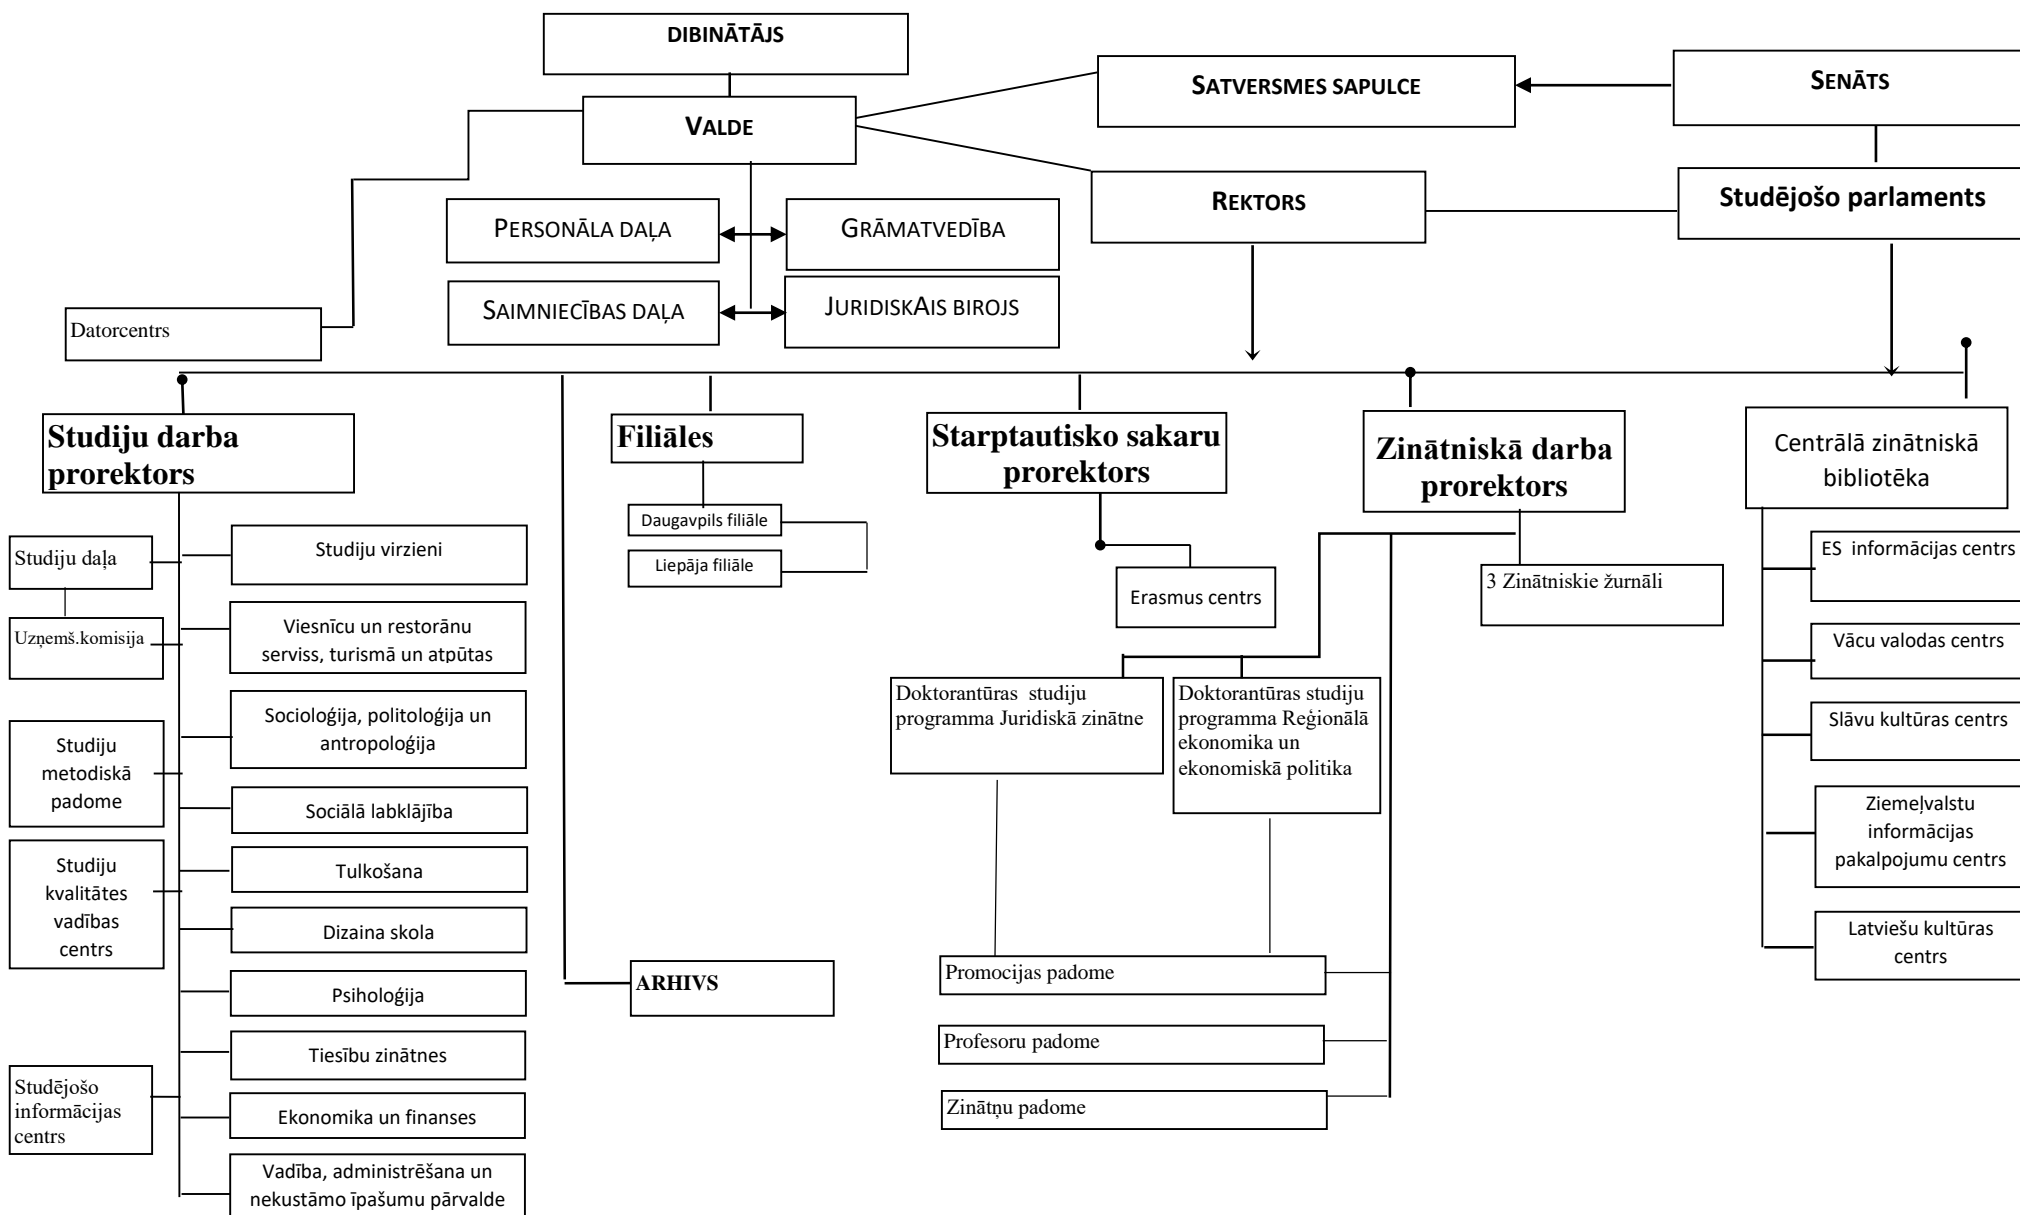 DIBINĀTĀJS
SATVERSMES SAPULCE
SENĀTS
VALDE
REKTORS
Studējošo parlaments
PERSONĀLA DAĻA
GRĀMATVEDĪBA
SAIMNIECĪBAS DAĻA
JURIDISKAIS BIROJS
Datorcentrs
Studiju darba
prorektors
Filiāles
Starptautisko sakaru
prorektors
Zinātniskā darba
prorektors
Centrālā zinātniskā
bibliotēka
Studiju daļa
Uzņemš.komisija
Studiju
metodiskā
padome
Studiju
kvalitātes
vadības
centrs
Studējošo
informācijas
centrs
Studiju virzieni
Viesnīcu un restorānu
serviss, turismā un atpūtas
Socioloģija, politoloģija un
antropoloģija
Sociālā labklājība
Tulkošana
Dizaina skola
Psiholoģija
Tiesību zinātnes
Ekonomika un finanses
Vadība, administrēšana un
nekustāmo īpašumu pārvalde
Daugavpils filiāle
Liepāja filiāle
ARHIVS
Erasmus centrs
3 Zinātniskie žurnāli
Doktorantūras studiju
programma Juridiskā zinātne
Doktorantūras studiju
programma Reģionālā
ekonomika un
ekonomiskā politika
Promocijas padome
Profesoru padome
Zinātņu padome
ES informācijas centrs
Vācu valodas centrs
Slāvu kultūras centrs
Ziemeļvalstu
informācijas
pakalpojumu centrs
Latviešu kultūras
centrs